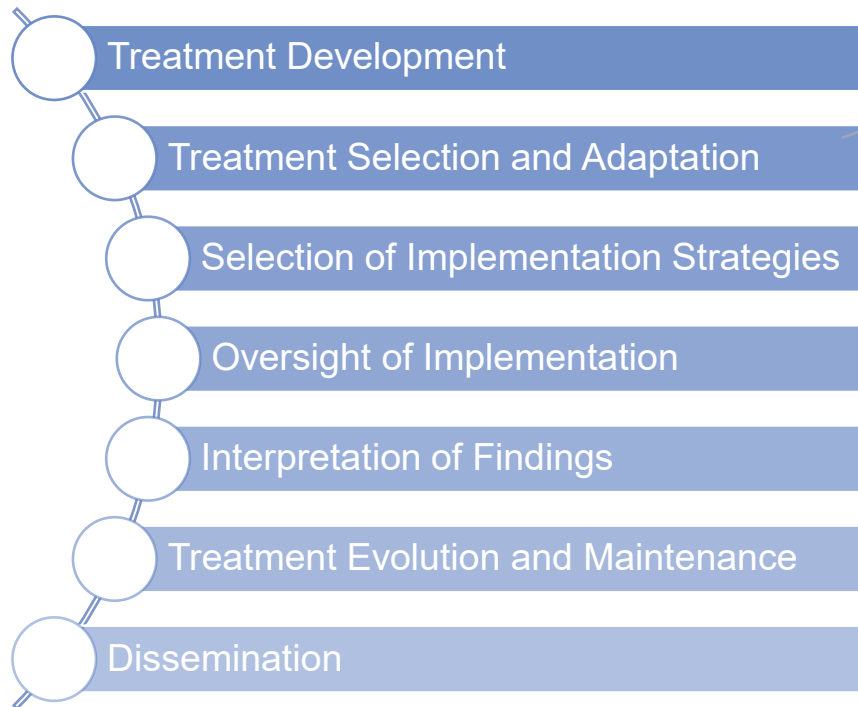 Treatment Development
Treatment Selection and Adaptation
Selection of Implementation Strategies
Oversight of Implementation
Interpretation of Findings
Treatment Evolution and Maintenance
Dissemination